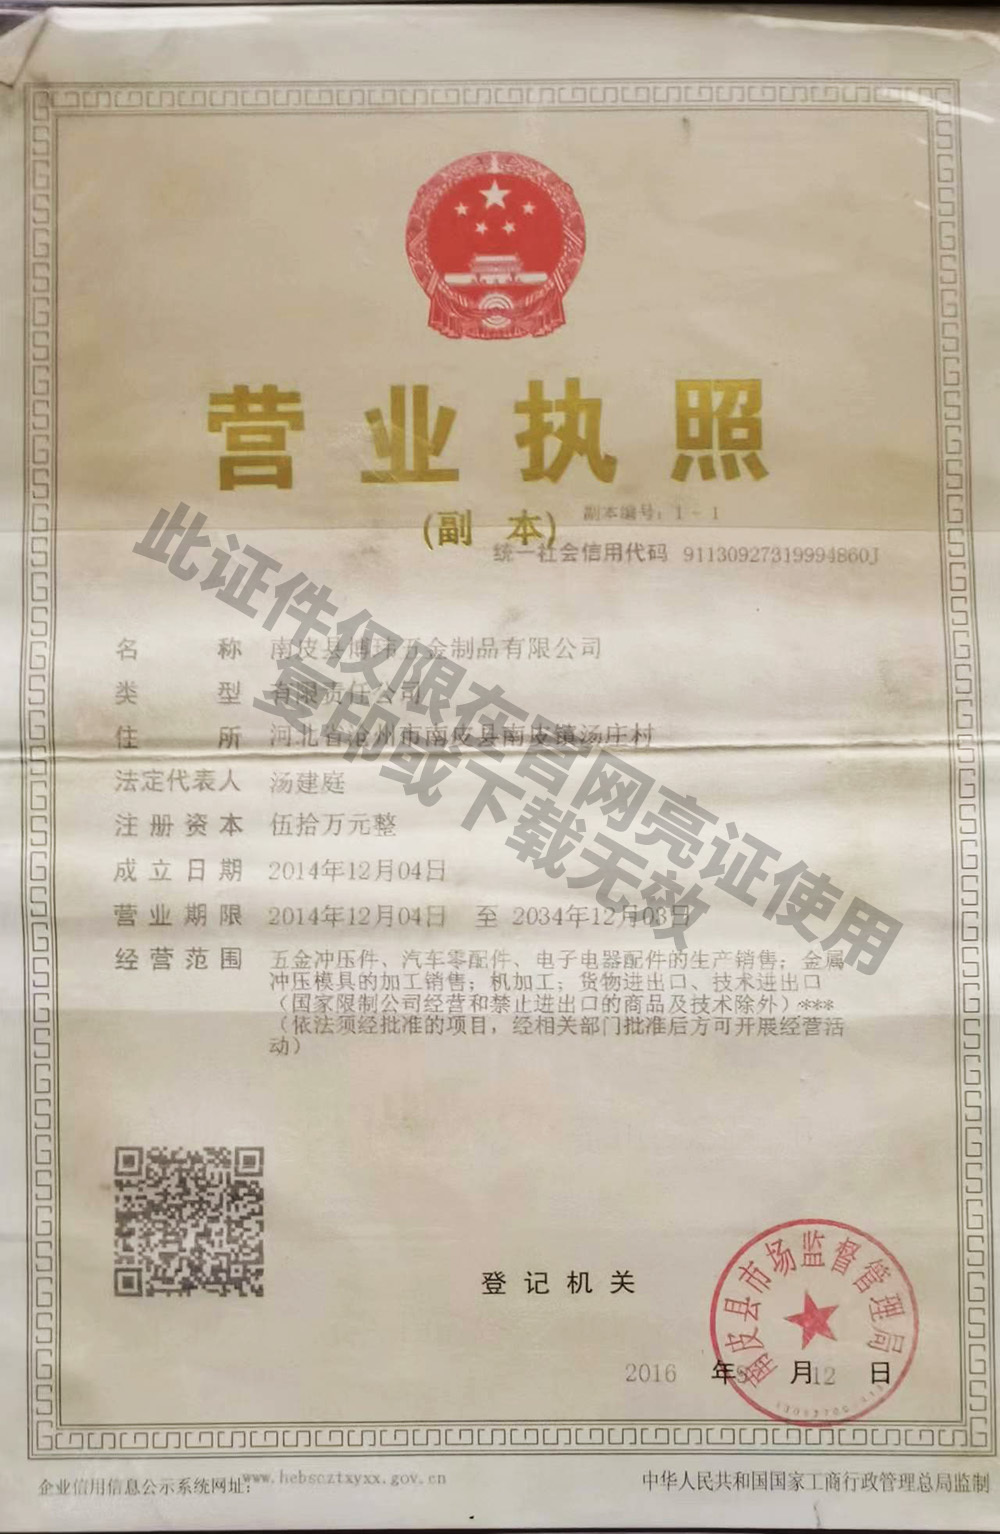 营业执照
(副 本)
副本编号：1-1
统一社会信用代码 91130927319994860J
名称 南皮县博玮五金制品有限公司
类型 有限责任公司
住所 河北省沧州市南皮县南皮镇汤庄村
法定代表人 汤建庭
注册资本 伍拾万元整
成立日期 2014年12月04日
营业期限 2014年12月04日 至 2034年12月03日
经营范围 五金冲压件、汽车零配件、电子电器配件的生产销售；金属
冲压模具的加工销售；机加工；货物进出口、技术进出口
（国家限制公司经营和禁止进出口的商品及技术除外）***
（依法须经批准的项目，经相关部门批准后方可开展经营活
动）
此证件仅限在官网亮证使用
复印或下载无效
登记机关
南皮县市场监督管理局
2016 年 月12 日
企业信用信息公示系统网址：www.hebscztxyxx.gov.cn
中华人民共和国国家工商行政管理总局监制